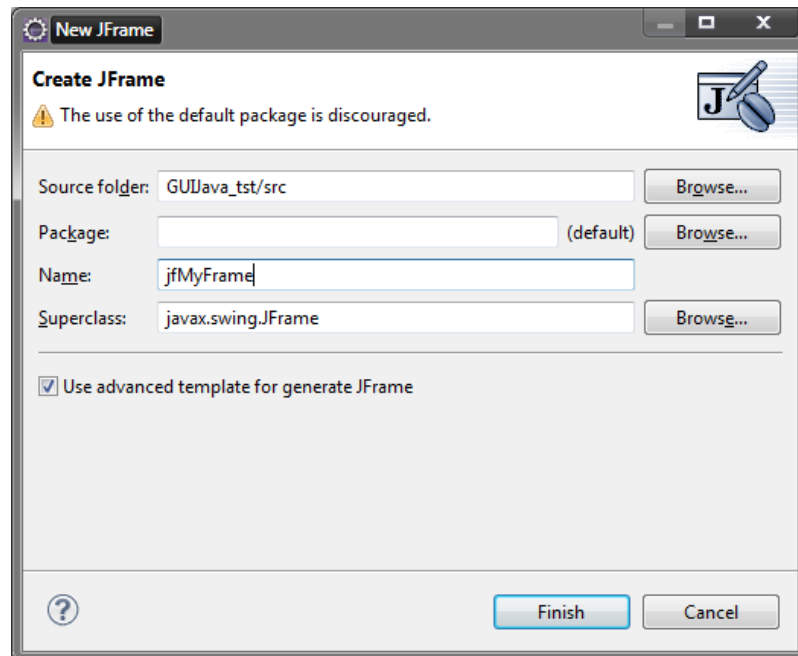 New JFrame
Create JFrame
The use of the default package is discouraged.
Source folder: GUIJava_tst/src Browse...
Package: (default) Browse...
Name: jfMyFrame
Superclass: javax.swing.JFrame Browse...
Use advanced template for generate JFrame
? Finish Cancel